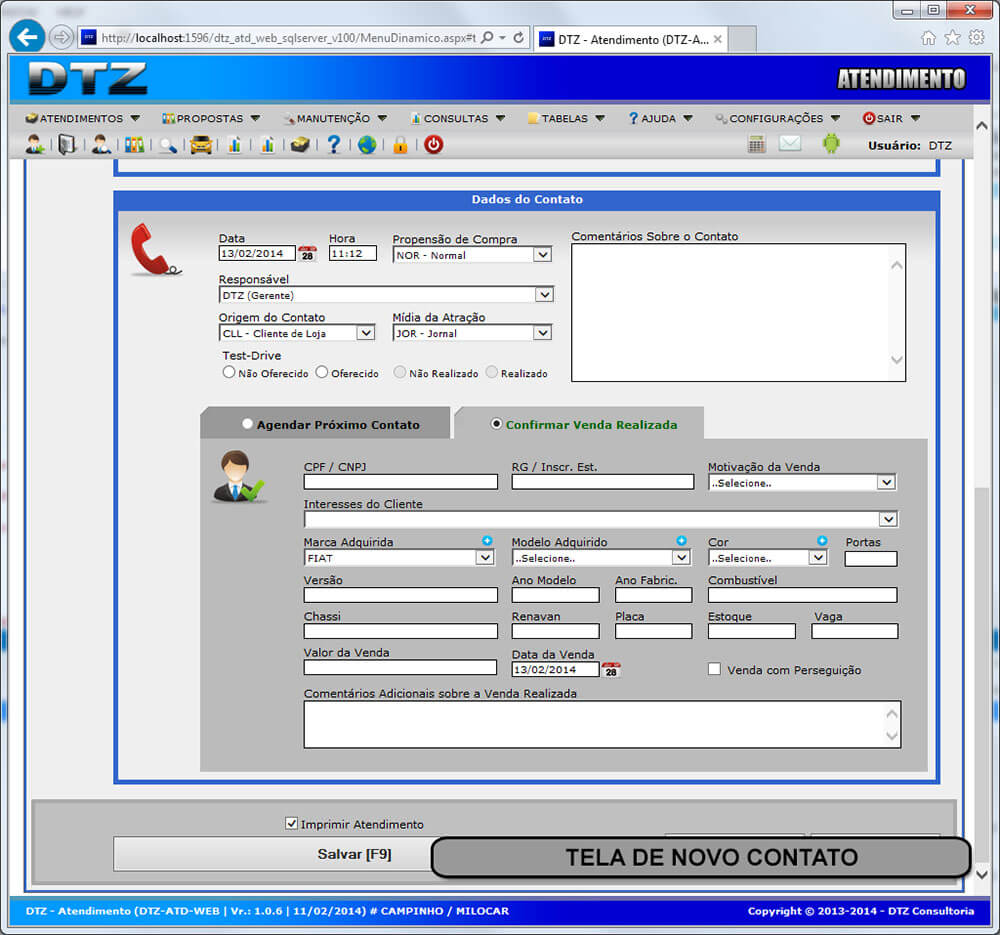 http://localhost:1596/dtz_atd_web_sqlserver_v100/MenuDinamico.aspx#t
DTZ - Atendimento (DTZ-A...
DTZ
ATENDIMENTO
ATENDIMENTOS PROPOSTAS MANUTENÇÃO CONSULTAS TABELAS ? AJUDA CONFIGURAÇÕES SAIR
Usuário: DTZ
Dados do Contato
Data Hora Propensão de Compra Comentários Sobre o Contato
13/02/2014 28 11:12 NOR - Normal
Responsável
DTZ (Gerente)
Origem do Contato Mídia da Atração
CLL - Cliente de Loja JOR - Jornal
Test-Drive
Não Oferecido Oferecido Não Realizado Realizado
Agendar Próximo Contato Confirmar Venda Realizada
CPF / CNPJ RG / Inscr. Est. Motivação da Venda
..Selecione..
Interesses do Cliente
Marca Adquirida Modelo Adquirido Cor Portas
FIAT ..Selecione.. ..Selecione..
Versão Ano Modelo Ano Fabric. Combustível
Chassi Renavan Placa Estoque Vaga
Valor da Venda Data da Venda
13/02/2014 28 Venda com Perseguição
Comentários Adicionais sobre a Venda Realizada
Imprimir Atendimento
Salvar [F9] TELA DE NOVO CONTATO
DTZ - Atendimento (DTZ-ATD-WEB | Vr.: 1.0.6 | 11/02/2014) # CAMPINHO / MILOCAR Copyright © 2013-2014 - DTZ Consultoria